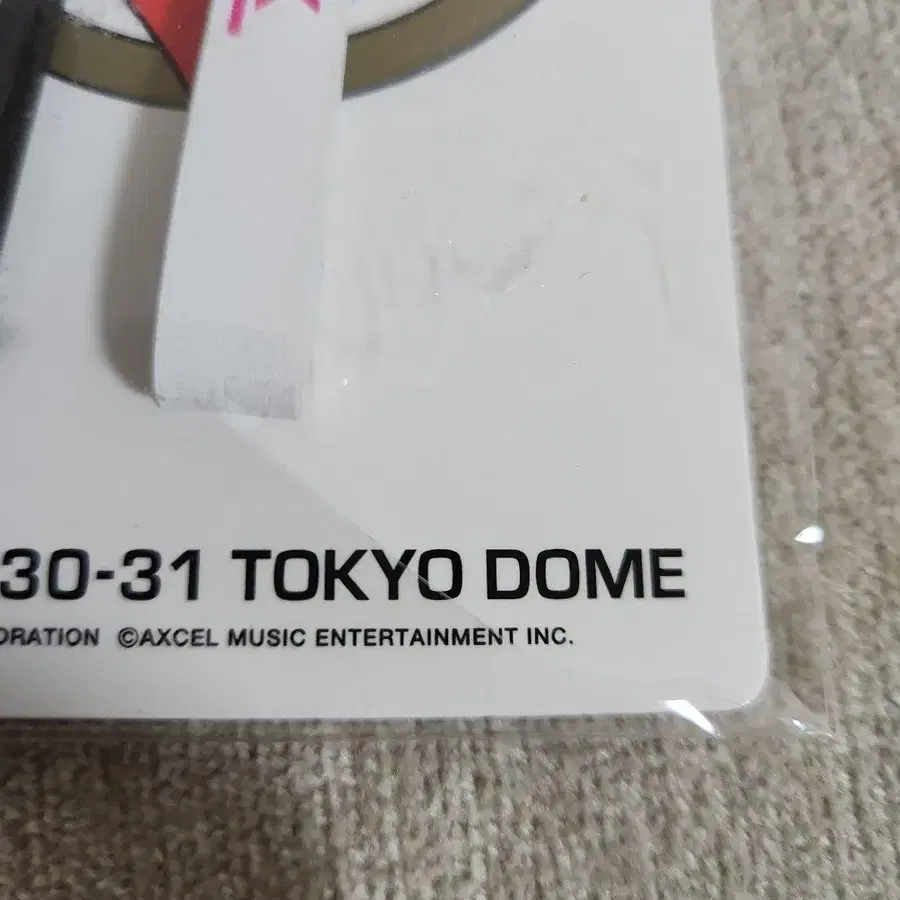 30-31 TOKYO DOME
ORATION ©AXCEL MUSIC ENTERTAINMENT INC.